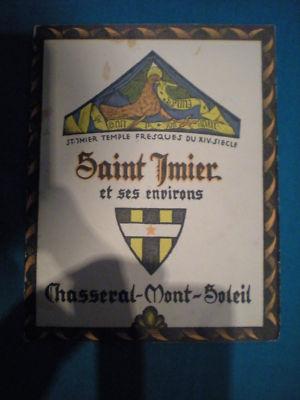 ST-IMIER TEMPLE FRESQUES DU XIV-SIECLE
Saint Imier
et ses environs
Chasseral-Mont-Soleil